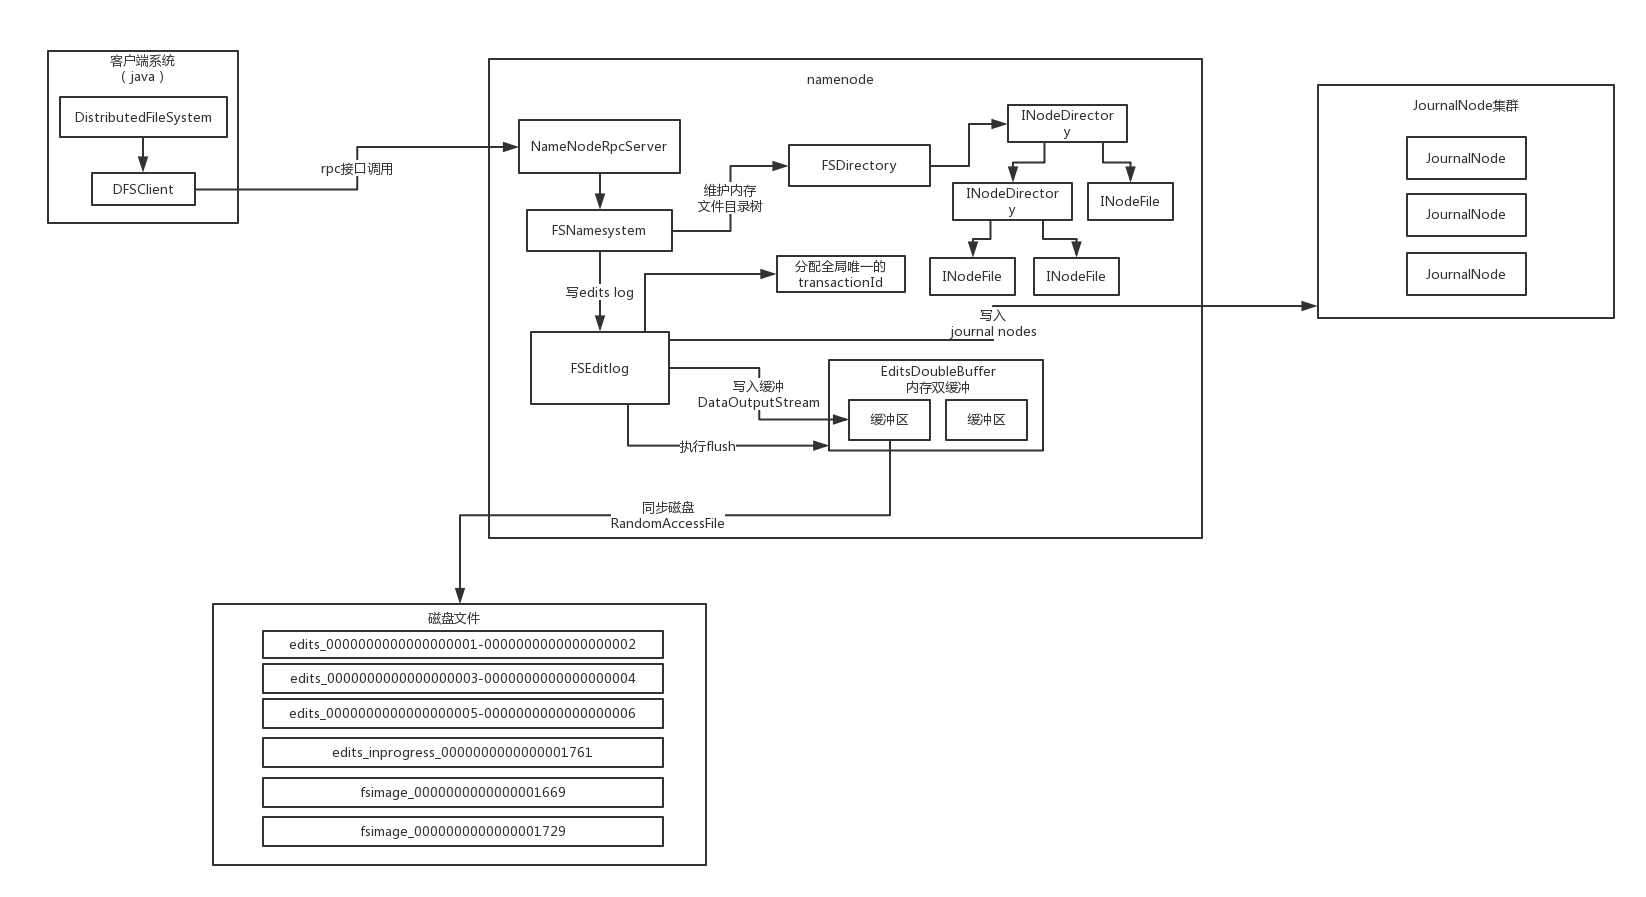 客户端系统
（java）
DistributedFileSystem
DFSClient
rpc接口调用
namenode
NameNodeRpcServer
FSNamesystem
维护内存
文件目录树
FSDirectory
INodeDirector
y
INodeDirector
y
INodeFile
INodeFile
INodeFile
分配全局唯一的
transactionId
写edits log
FSEditlog
写入
journal nodes
写入缓冲
DataOutputStream
EditsDoubleBuffer
内存双缓冲
缓冲区
缓冲区
执行flush
同步磁盘
RandomAccessFile
JournalNode集群
JournalNode
JournalNode
JournalNode
磁盘文件
edits_0000000000000000001-0000000000000000002
edits_0000000000000000003-0000000000000000004
edits_0000000000000000005-0000000000000000006
edits_inprogress_0000000000000001761
fsimage_0000000000000001669
fsimage_0000000000000001729